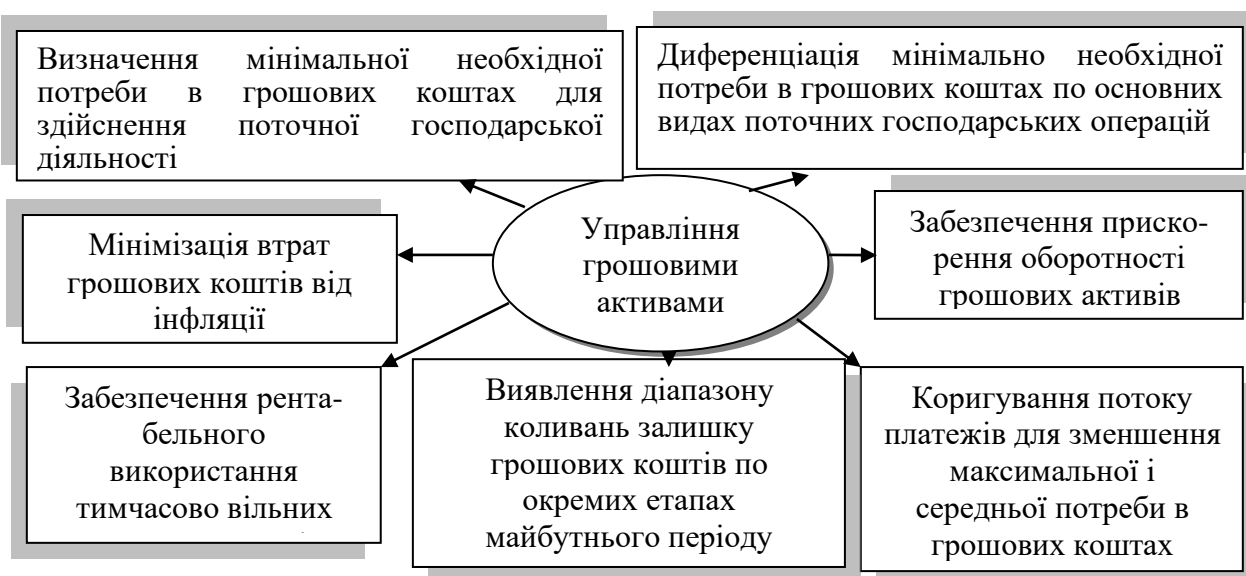 Визначення мінімальної необхідної
потреби в грошових коштах для
здійснення поточної господарської
діяльності
Диференціація мінімально необхідної
потреби в грошових коштах по основних
видах поточних господарських операцій
Управління
грошовими
активами
Мінімізація втрат
грошових коштів від
інфляції
Забезпечення приско-
рення оборотності
грошових активів
Забезпечення рента-
бельного
використання
тимчасово вільних
Виявлення діапазону
коливань залишку
грошових коштів по
окремих етапах
майбутнього періоду
Коригування потоку
платежів для зменшення
максимальної і
середньої потреби в
грошових коштах